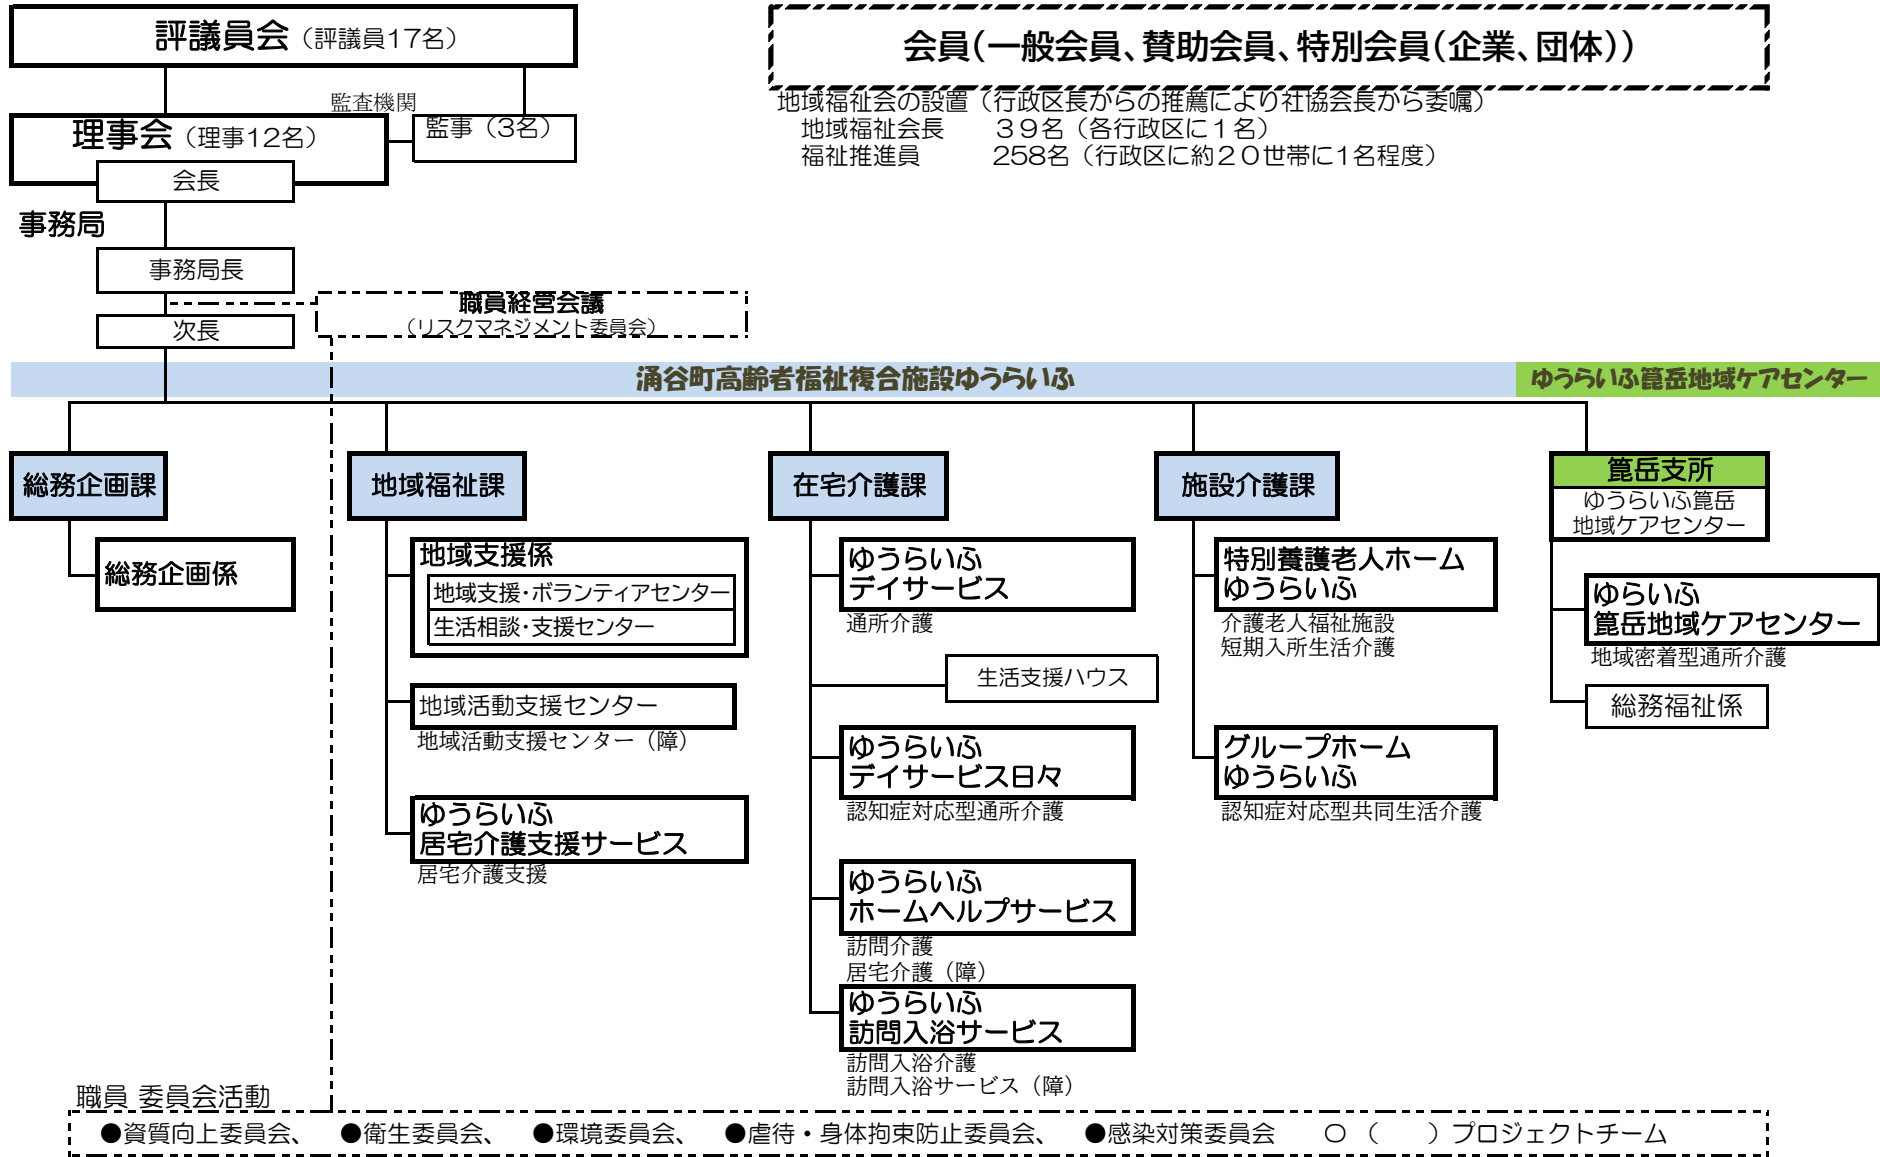 評議員会（評議員17名）
会員（一般会員、賛助会員、特別会員（企業、団体））
地域福祉会の設置（行政区長からの推薦により社協会長から委嘱）
地域福祉会長　　３９名（各行政区に１名）
福祉推進員　　　258名（行政区に約２０世帯に1名程度）
監査機関
理事会（理事12名）
監事（3名）
会長
事務局
事務局長
職員経営会議
（リスクマネジメント委員会）
次長
涌谷町高齢者福祉複合施設ゆうらいふ
ゆうらいふ箟岳地域ケアセンター
総務企画課
総務企画係
地域福祉課
地域支援係
地域支援・ボランティアセンター
生活相談・支援センター
地域活動支援センター
地域活動支援センター（障）
ゆうらいふ
居宅介護支援サービス
居宅介護支援
在宅介護課
ゆうらいふ
デイサービス
通所介護
生活支援ハウス
ゆうらいふ
デイサービス日々
認知症対応型通所介護
ゆうらいふ
ホームヘルプサービス
訪問介護
居宅介護（障）
ゆうらいふ
訪問入浴サービス
訪問入浴介護
訪問入浴サービス（障）
施設介護課
特別養護老人ホーム
ゆうらいふ
介護老人福祉施設
短期入所生活介護
グループホーム
ゆうらいふ
認知症対応型共同生活介護
箟岳支所
ゆうらいふ箟岳
地域ケアセンター
ゆらいふ
箟岳地域ケアセンター
地域密着型通所介護
総務福祉係
職員 委員会活動
●資質向上委員会、　●衛生委員会、　●環境委員会、　●虐待・身体拘束防止委員会、　●感染対策委員会　　○（　　）プロジェクトチーム